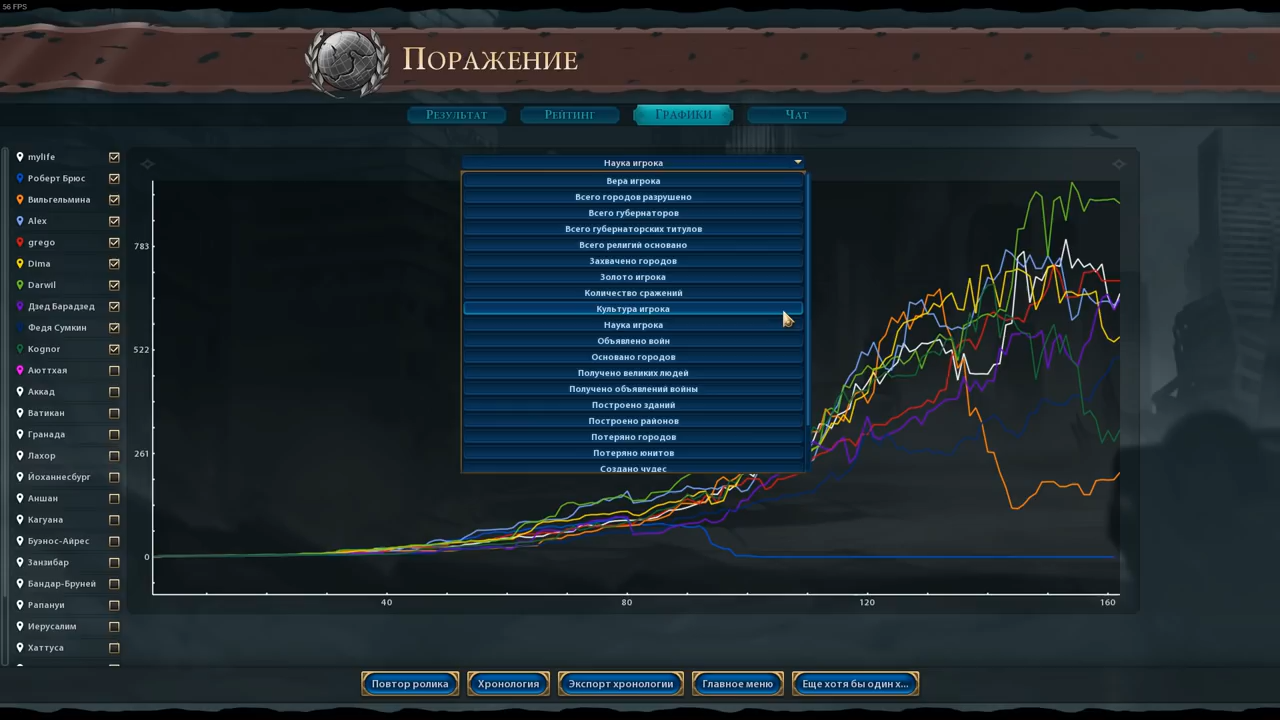 56 FPS
Поражение
Результат
Рейтинг
Графики
Чат
mylife
Роберт Брюс
Вильгельмина
Alex
grego
Dima
Darwil
Дзед Барадзед
Федя Сумкин
Kognor
Аюттхая
Аккад
Ватикан
Гранада
Лахор
Йоханнесбург
Аншан
Кагуана
Буэнос-Айрес
Занзибар
Бандар-Бруней
Рапануи
Иерусалим
Хаттуса
Наука игрока
Вера игрока
Всего городов разрушено
Всего губернаторов
Всего губернаторских титулов
Всего религий основано
Захвачено городов
Золото игрока
Количество сражений
Культура игрока
Наука игрока
Объявлено войн
Основано городов
Получено великих людей
Получено объявлений войны
Построено зданий
Построено районов
Потеряно городов
Потеряно юнитов
Создано чудес
783
522
261
0
40
80
120
160
Повтор ролика
Хронология
Экспорт хронологии
Главное меню
Еще хотя бы один х...